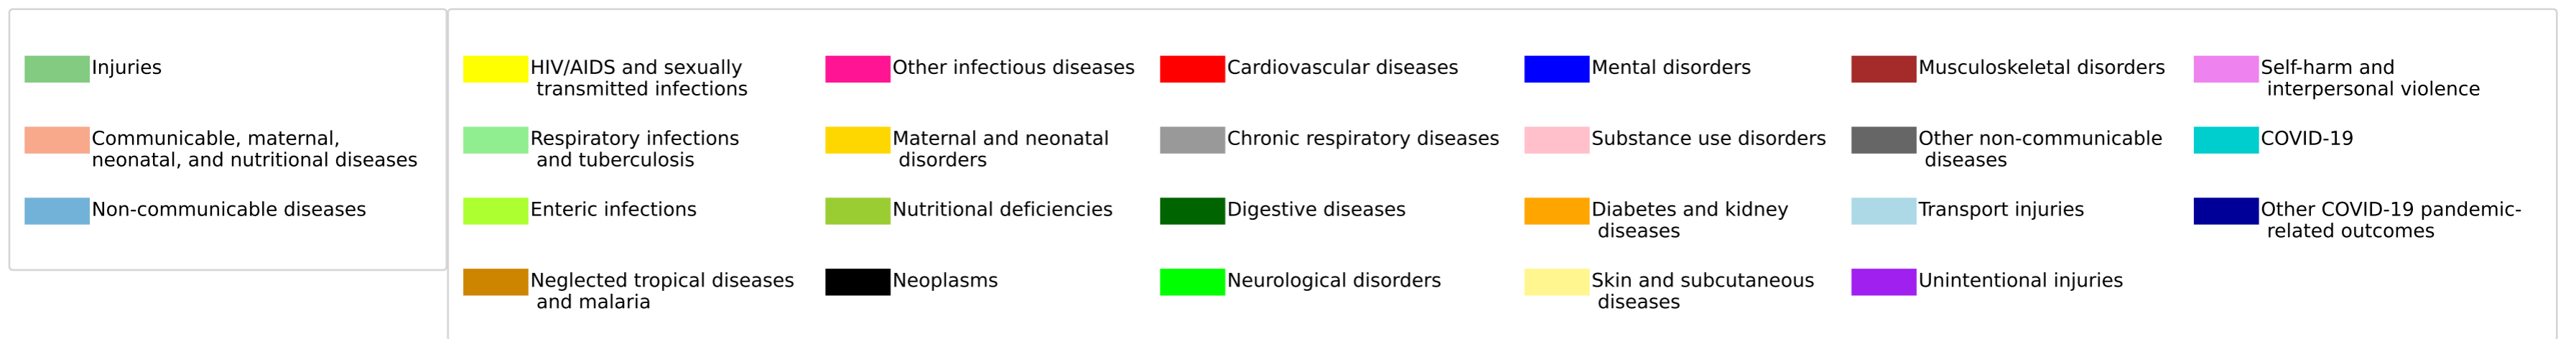 Injuries
Communicable, maternal,
neonatal, and nutritional diseases
Non-communicable diseases
HIV/AIDS and sexually
transmitted infections
Respiratory infections
and tuberculosis
Enteric infections
Neglected tropical diseases
and malaria
Other infectious diseases
Maternal and neonatal
disorders
Nutritional deficiencies
Neoplasms
Cardiovascular diseases
Chronic respiratory diseases
Digestive diseases
Neurological disorders
Mental disorders
Substance use disorders
Diabetes and kidney
diseases
Skin and subcutaneous
diseases
Musculoskeletal disorders
Other non-communicable
diseases
Transport injuries
Unintentional injuries
Self-harm and
interpersonal violence
COVID-19
Other COVID-19 pandemic-
related outcomes